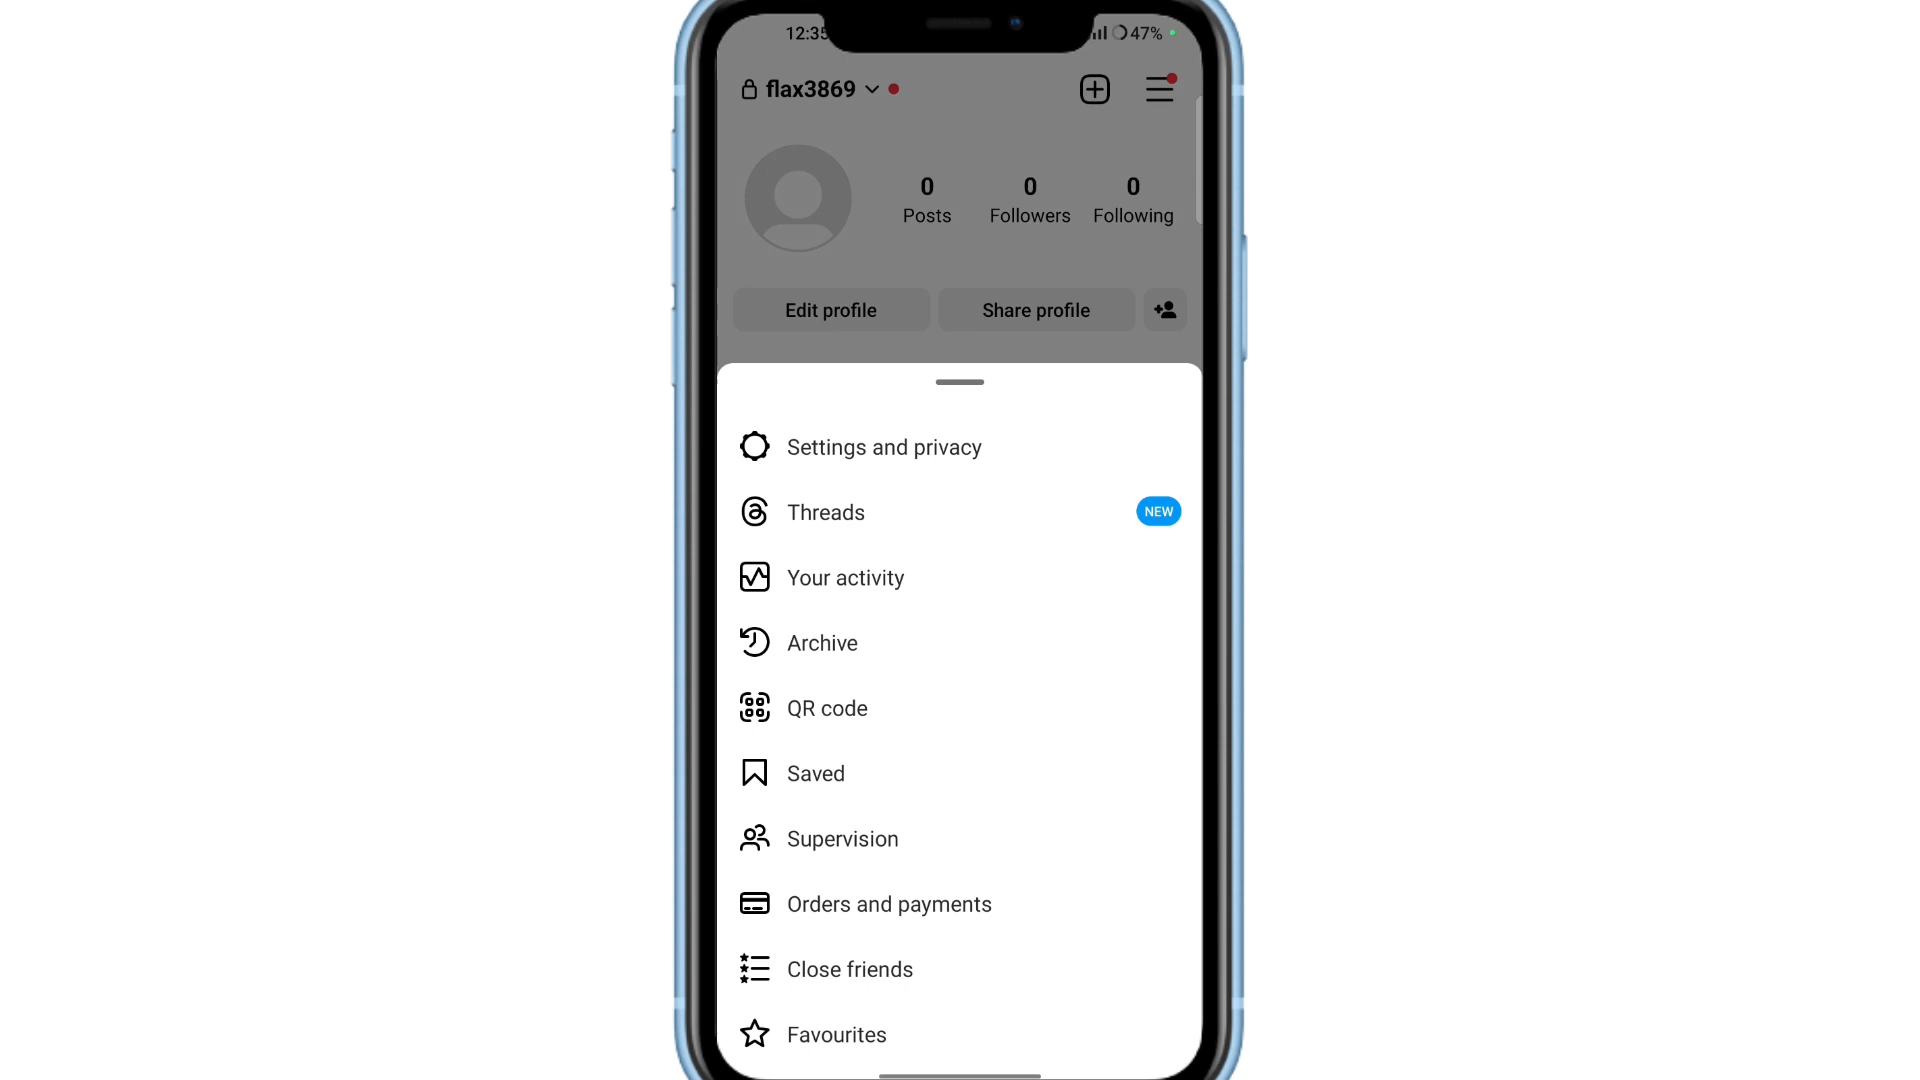 12:35 47%
flax3869
0 0 0
Posts Followers Following
Edit profile Share profile
Settings and privacy
Threads NEW
Your activity
Archive
QR code
Saved
Supervision
Orders and payments
Close friends
Favourites